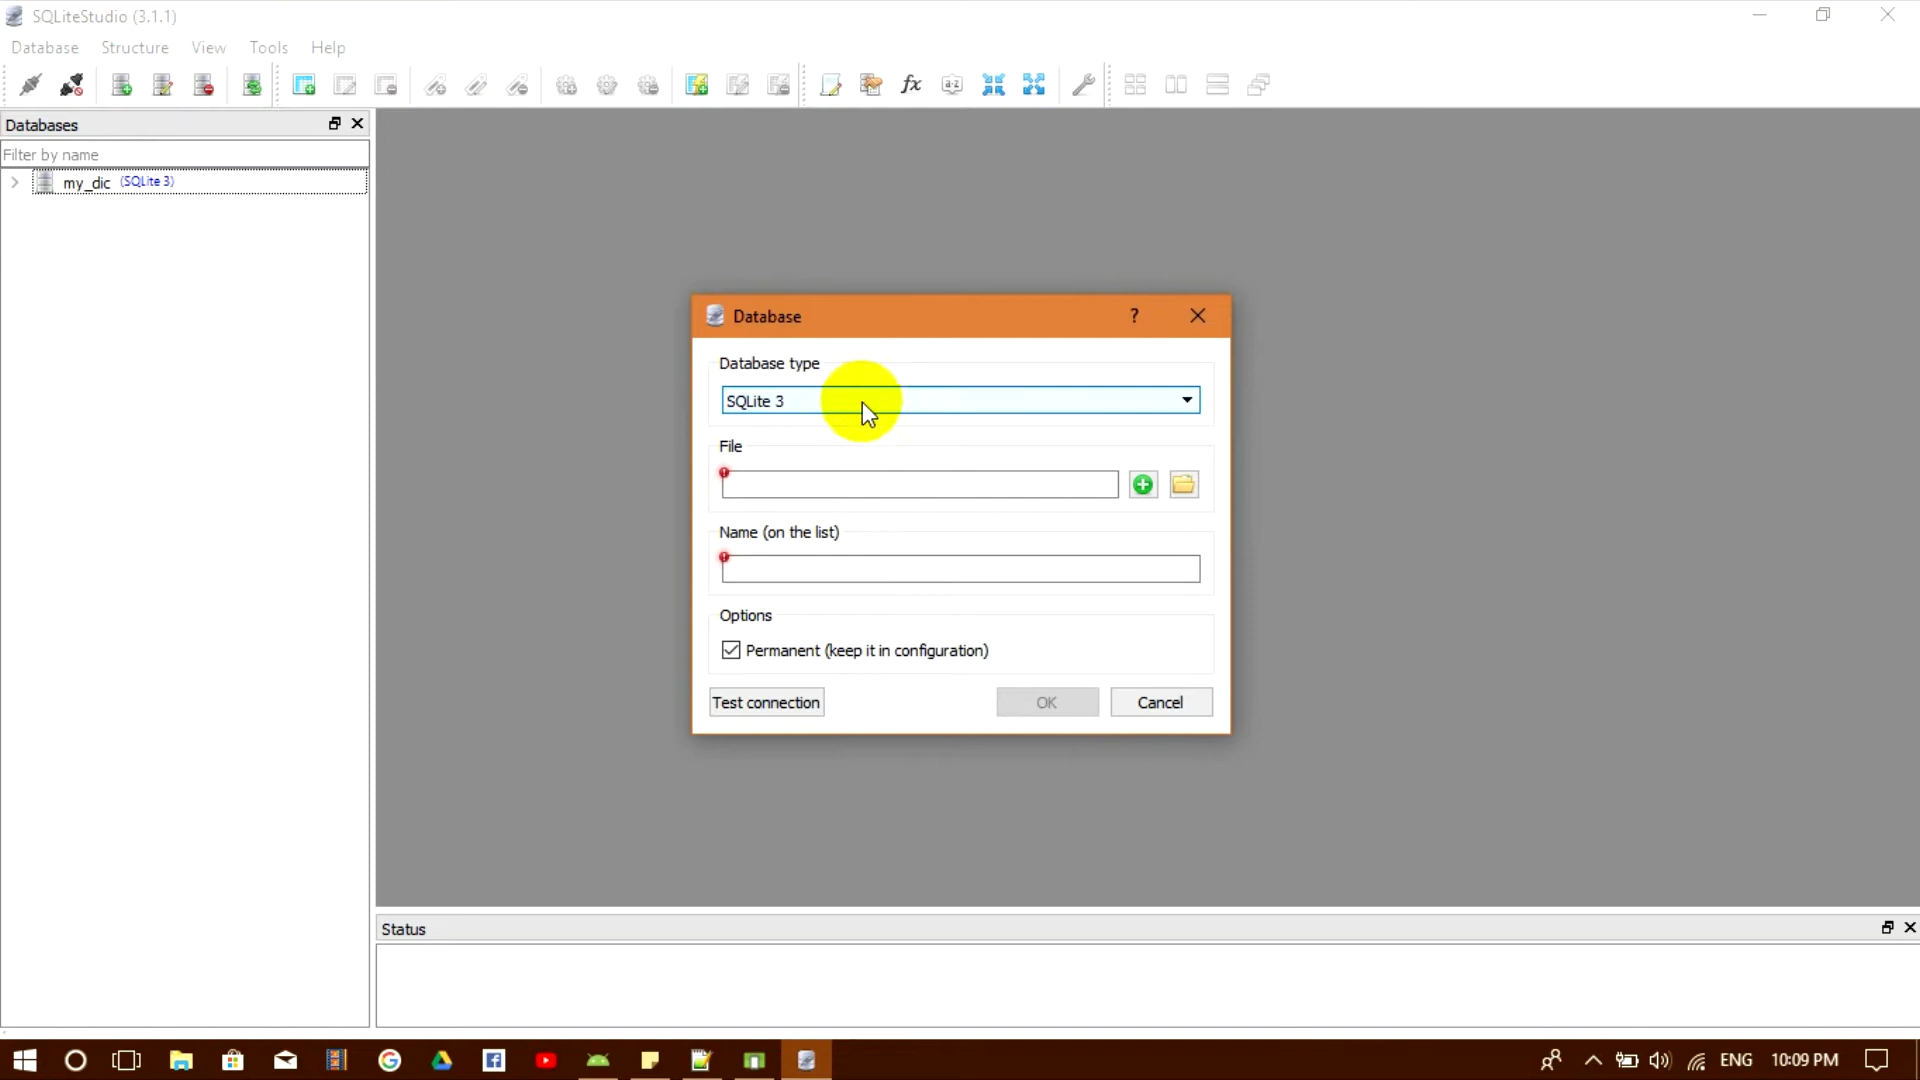 SQLiteStudio (3.1.1)
Database Structure View Tools Help
fx a·z
Databases
Filter by name
my_dic (SQLite 3)
Database ?
Database type
SQLite 3
File
Name (on the list)
Options
Permanent (keep it in configuration)
Test connection OK Cancel
Status
ENG 10:09 PM